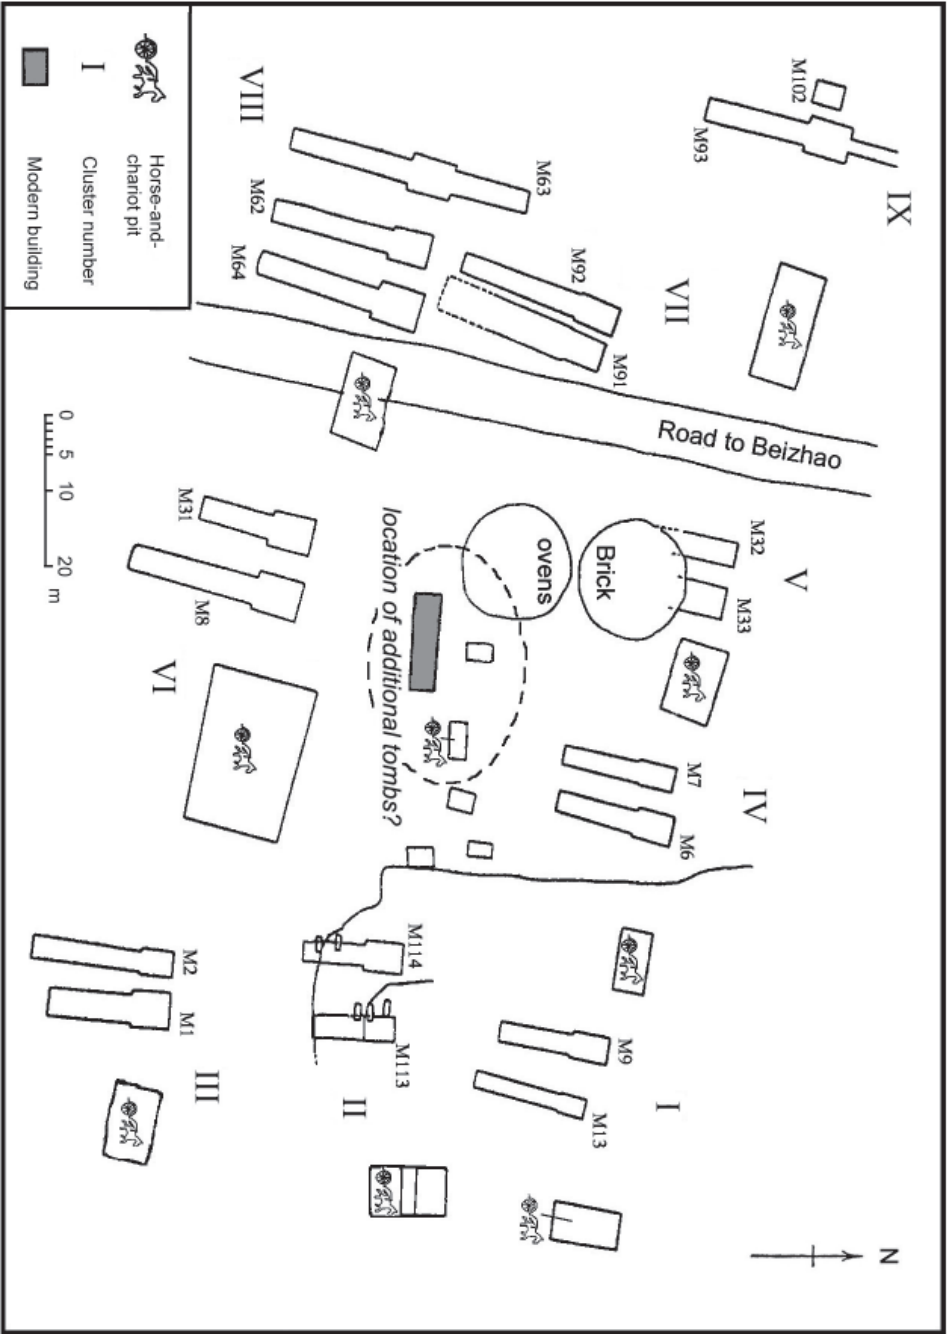 Horse-and-
chariot pit
I
Cluster number
Modern building
VIII
M63
M62
M64
M102
M93
IX
M92
VII
M91
Road to Beizhao
0
5
10
20
m
M31
M8
VI
location of additional tombs?
Brick
ovens
M32
V
M33
M7
IV
M6
M114
M113
II
M2
M1
III
M9
I
M13
N